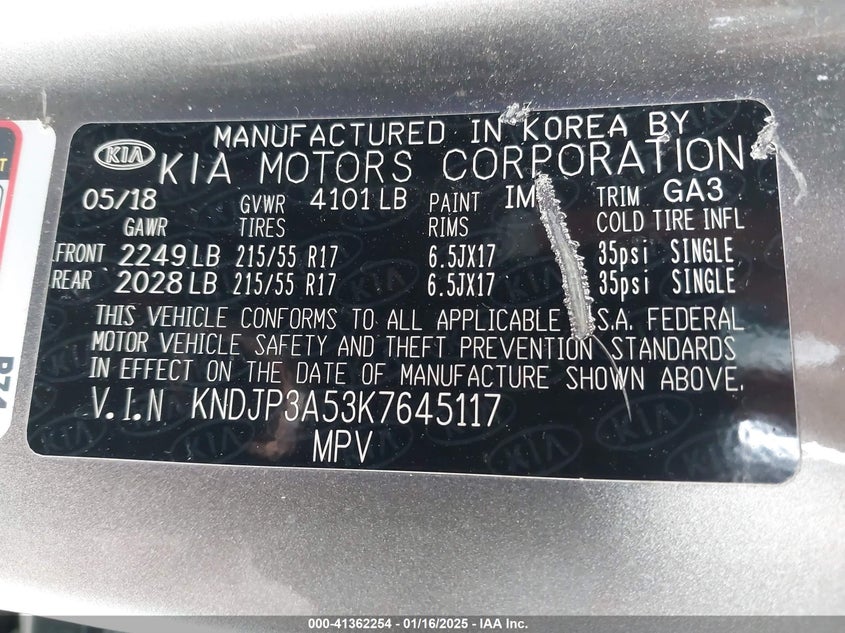 MANUFACTURED IN KOREA BY
KIA KIA MOTORS CORPORATION
05/18 GVWR 4101 LB PAINT IM TRIM GA3
GAWR TIRES RIMS COLD TIRE INFL
FRONT 2249 LB 215/55 R17 6.5JX17 35psi SINGLE
REAR 2028 LB 215/55 R17 6.5JX17 35psi SINGLE
THIS VEHICLE CONFORMS TO ALL APPLICABLE S.A. FEDERAL
MOTOR VEHICLE SAFETY AND THEFT PREVENTION STANDARDS
IN EFFECT ON THE DATE OF MANUFACTURE SHOWN ABOVE.
V.I.N KNDJP3A53K7645117
MPV
000-41362254 - 01/16/2025 - IAA Inc.